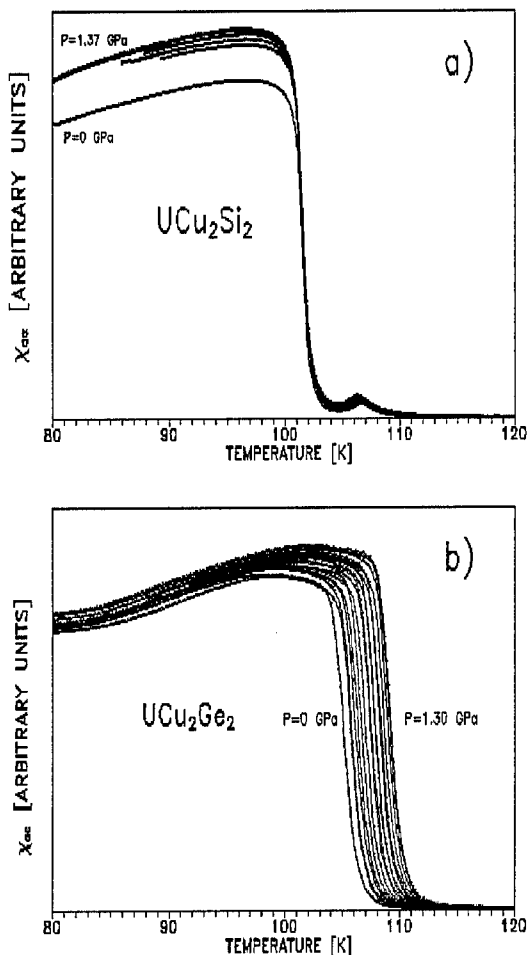 P=1.37 GPa
a)
P=0 GPa
UCu₂Si₂
χac [ARBITRARY UNITS]
80 90 100 110 120
TEMPERATURE [K]
b)
UCu₂Ge₂
P=0 GPa
P=1.30 GPa
χac [ARBITRARY UNITS]
80 90 100 110 120
TEMPERATURE [K]